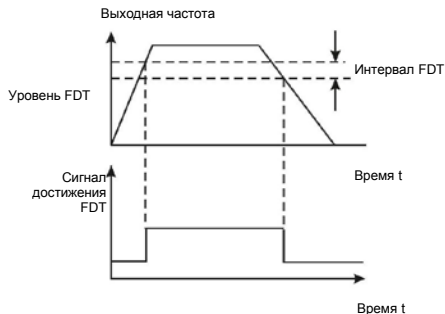 Выходная частота
Интервал FDT
Уровень FDT
Время t
Сигнал
достижения
FDT
Время t